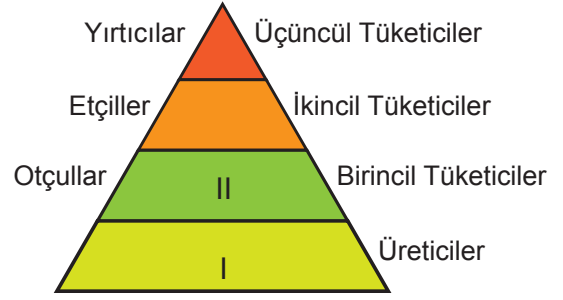 Yırtıcılar Üçüncül Tüketiciler
Etçiller İkincil Tüketiciler
Otçullar II Birincil Tüketiciler
I Üreticiler